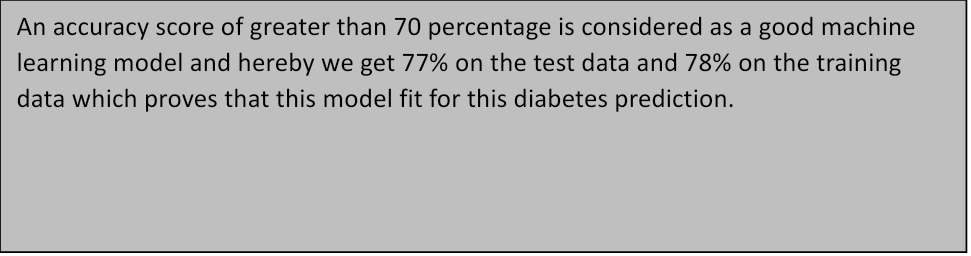 An accuracy score of greater than 70 percentage is considered as a good machine
learning model and hereby we get 77% on the test data and 78% on the training
data which proves that this model fit for this diabetes prediction.